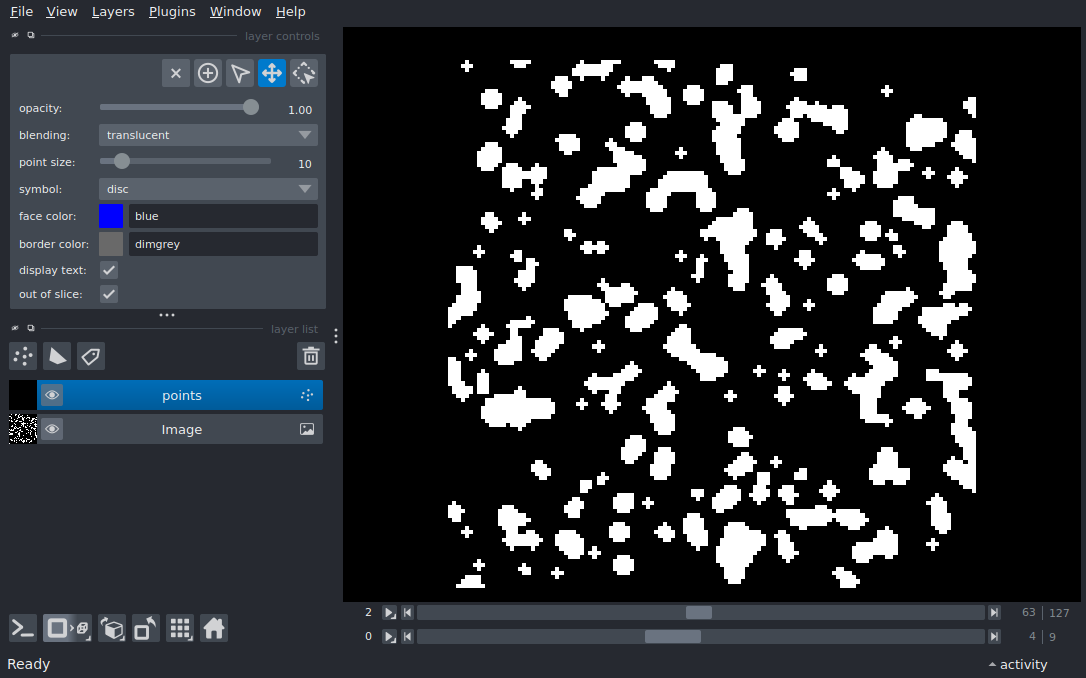 File View Layers Plugins Window Help
layer controls
opacity: 1.00
blending: translucent
point size: 10
symbol: disc
face color: blue
border color: dimgrey
display text:
out of slice:
layer list
points
Image
2 63 | 127
0 4 | 9
Ready activity